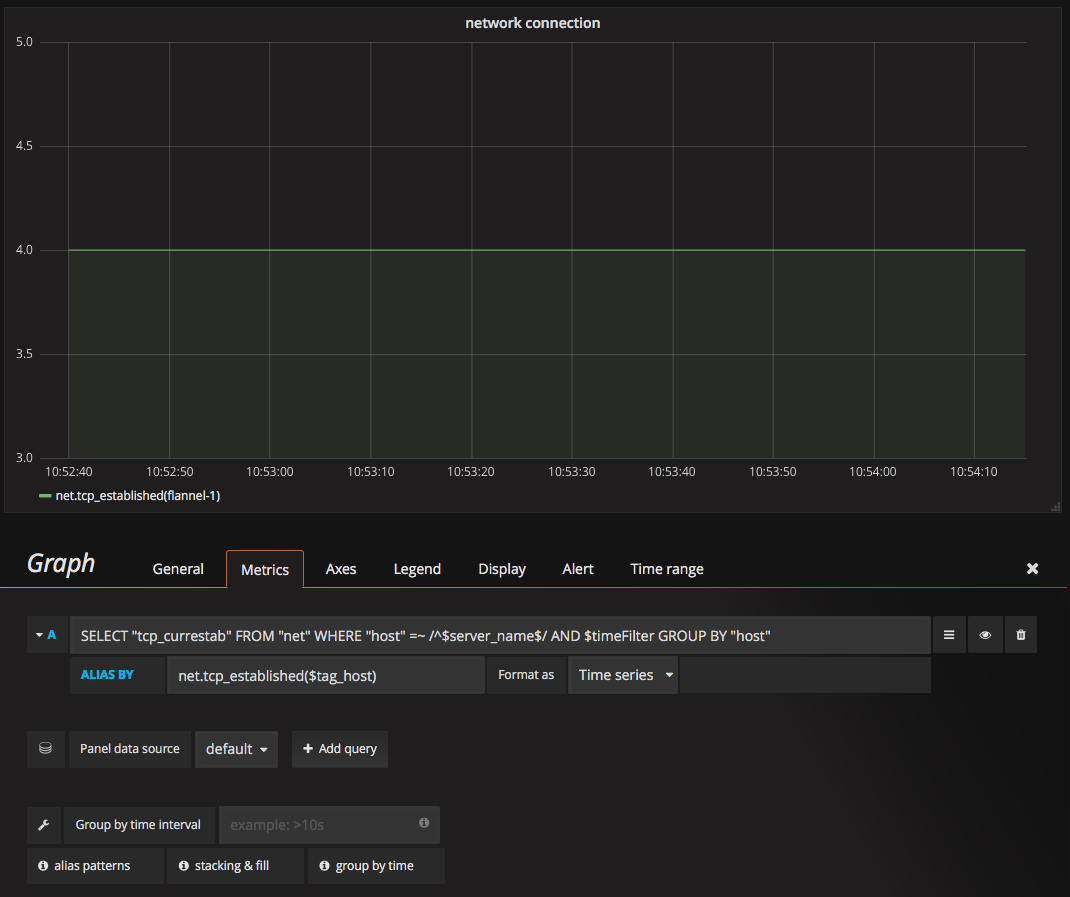 network connection
5.0
4.5
4.0
3.5
3.0
10:52:40 10:52:50 10:53:00 10:53:10 10:53:20 10:53:30 10:53:40 10:53:50 10:54:00 10:54:10
net.tcp_established(flannel-1)
Graph General Metrics Axes Legend Display Alert Time range
A SELECT "tcp_currestab" FROM "net" WHERE "host" =~ /^$server_name$/ AND $timeFilter GROUP BY "host"
ALIAS BY net.tcp_established($tag_host) Format as Time series
Panel data source default + Add query
Group by time interval example: >10s
alias patterns stacking & fill group by time